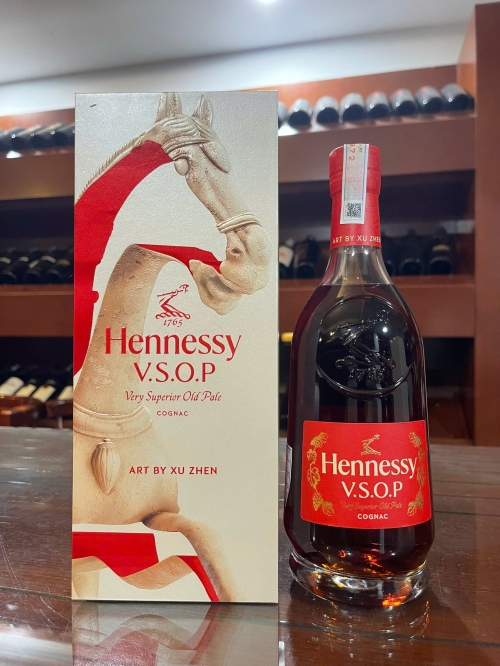 1765
Hennessy
V.S.O.P
Very Superior Old Pale
COGNAC
ART BY XU ZHEN
ART BY XU ZHEN
Hennessy
V.S.O.P
Very Superior Old Pale
COGNAC